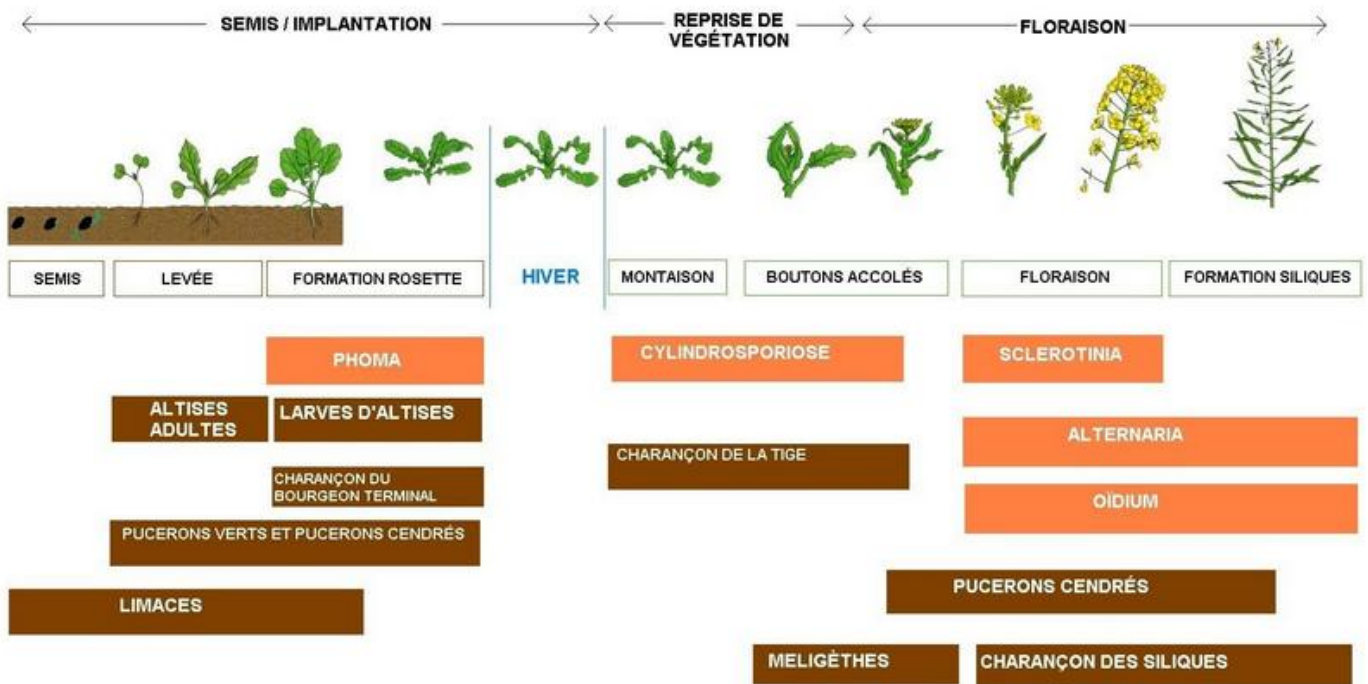 SEMIS / IMPLANTATION
REPRISE DE
VÉGÉTATION
FLORAISON
SEMIS
LEVÉE
FORMATION ROSETTE
HIVER
MONTAISON
BOUTONS ACCOLÉS
FLORAISON
FORMATION SILIQUES
PHOMA
CYLINDROSPORIOSE
SCLEROTINIA
ALTISES
ADULTES
LARVES D'ALTISES
ALTERNARIA
CHARANÇON DE LA TIGE
CHARANÇON DU
BOURGEON TERMINAL
OÏDIUM
PUCERONS VERTS ET PUCERONS CENDRÉS
PUCERONS CENDRÉS
LIMACES
MELIGÈTHES
CHARANÇON DES SILIQUES